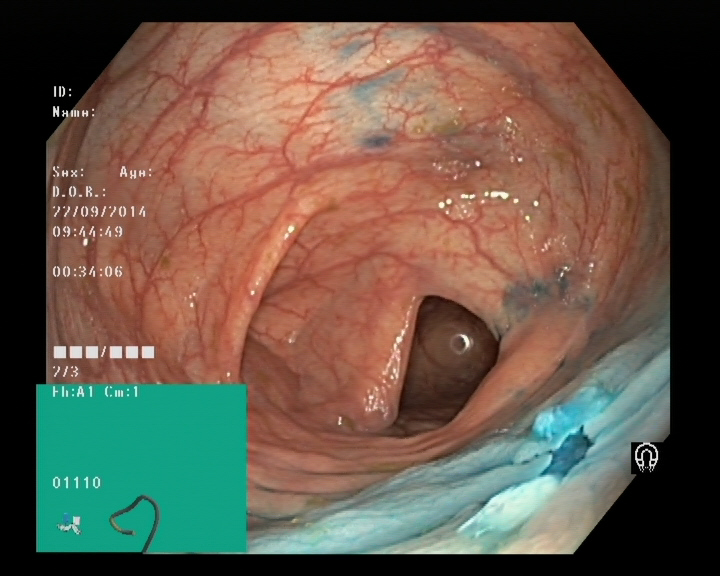 ID:
Name:
Sex: Age:
D.O.B.:
22/09/2014
09:44:49
00:34:06
■■■/■■■
2/3
Eh:A1 Cm:1
01110